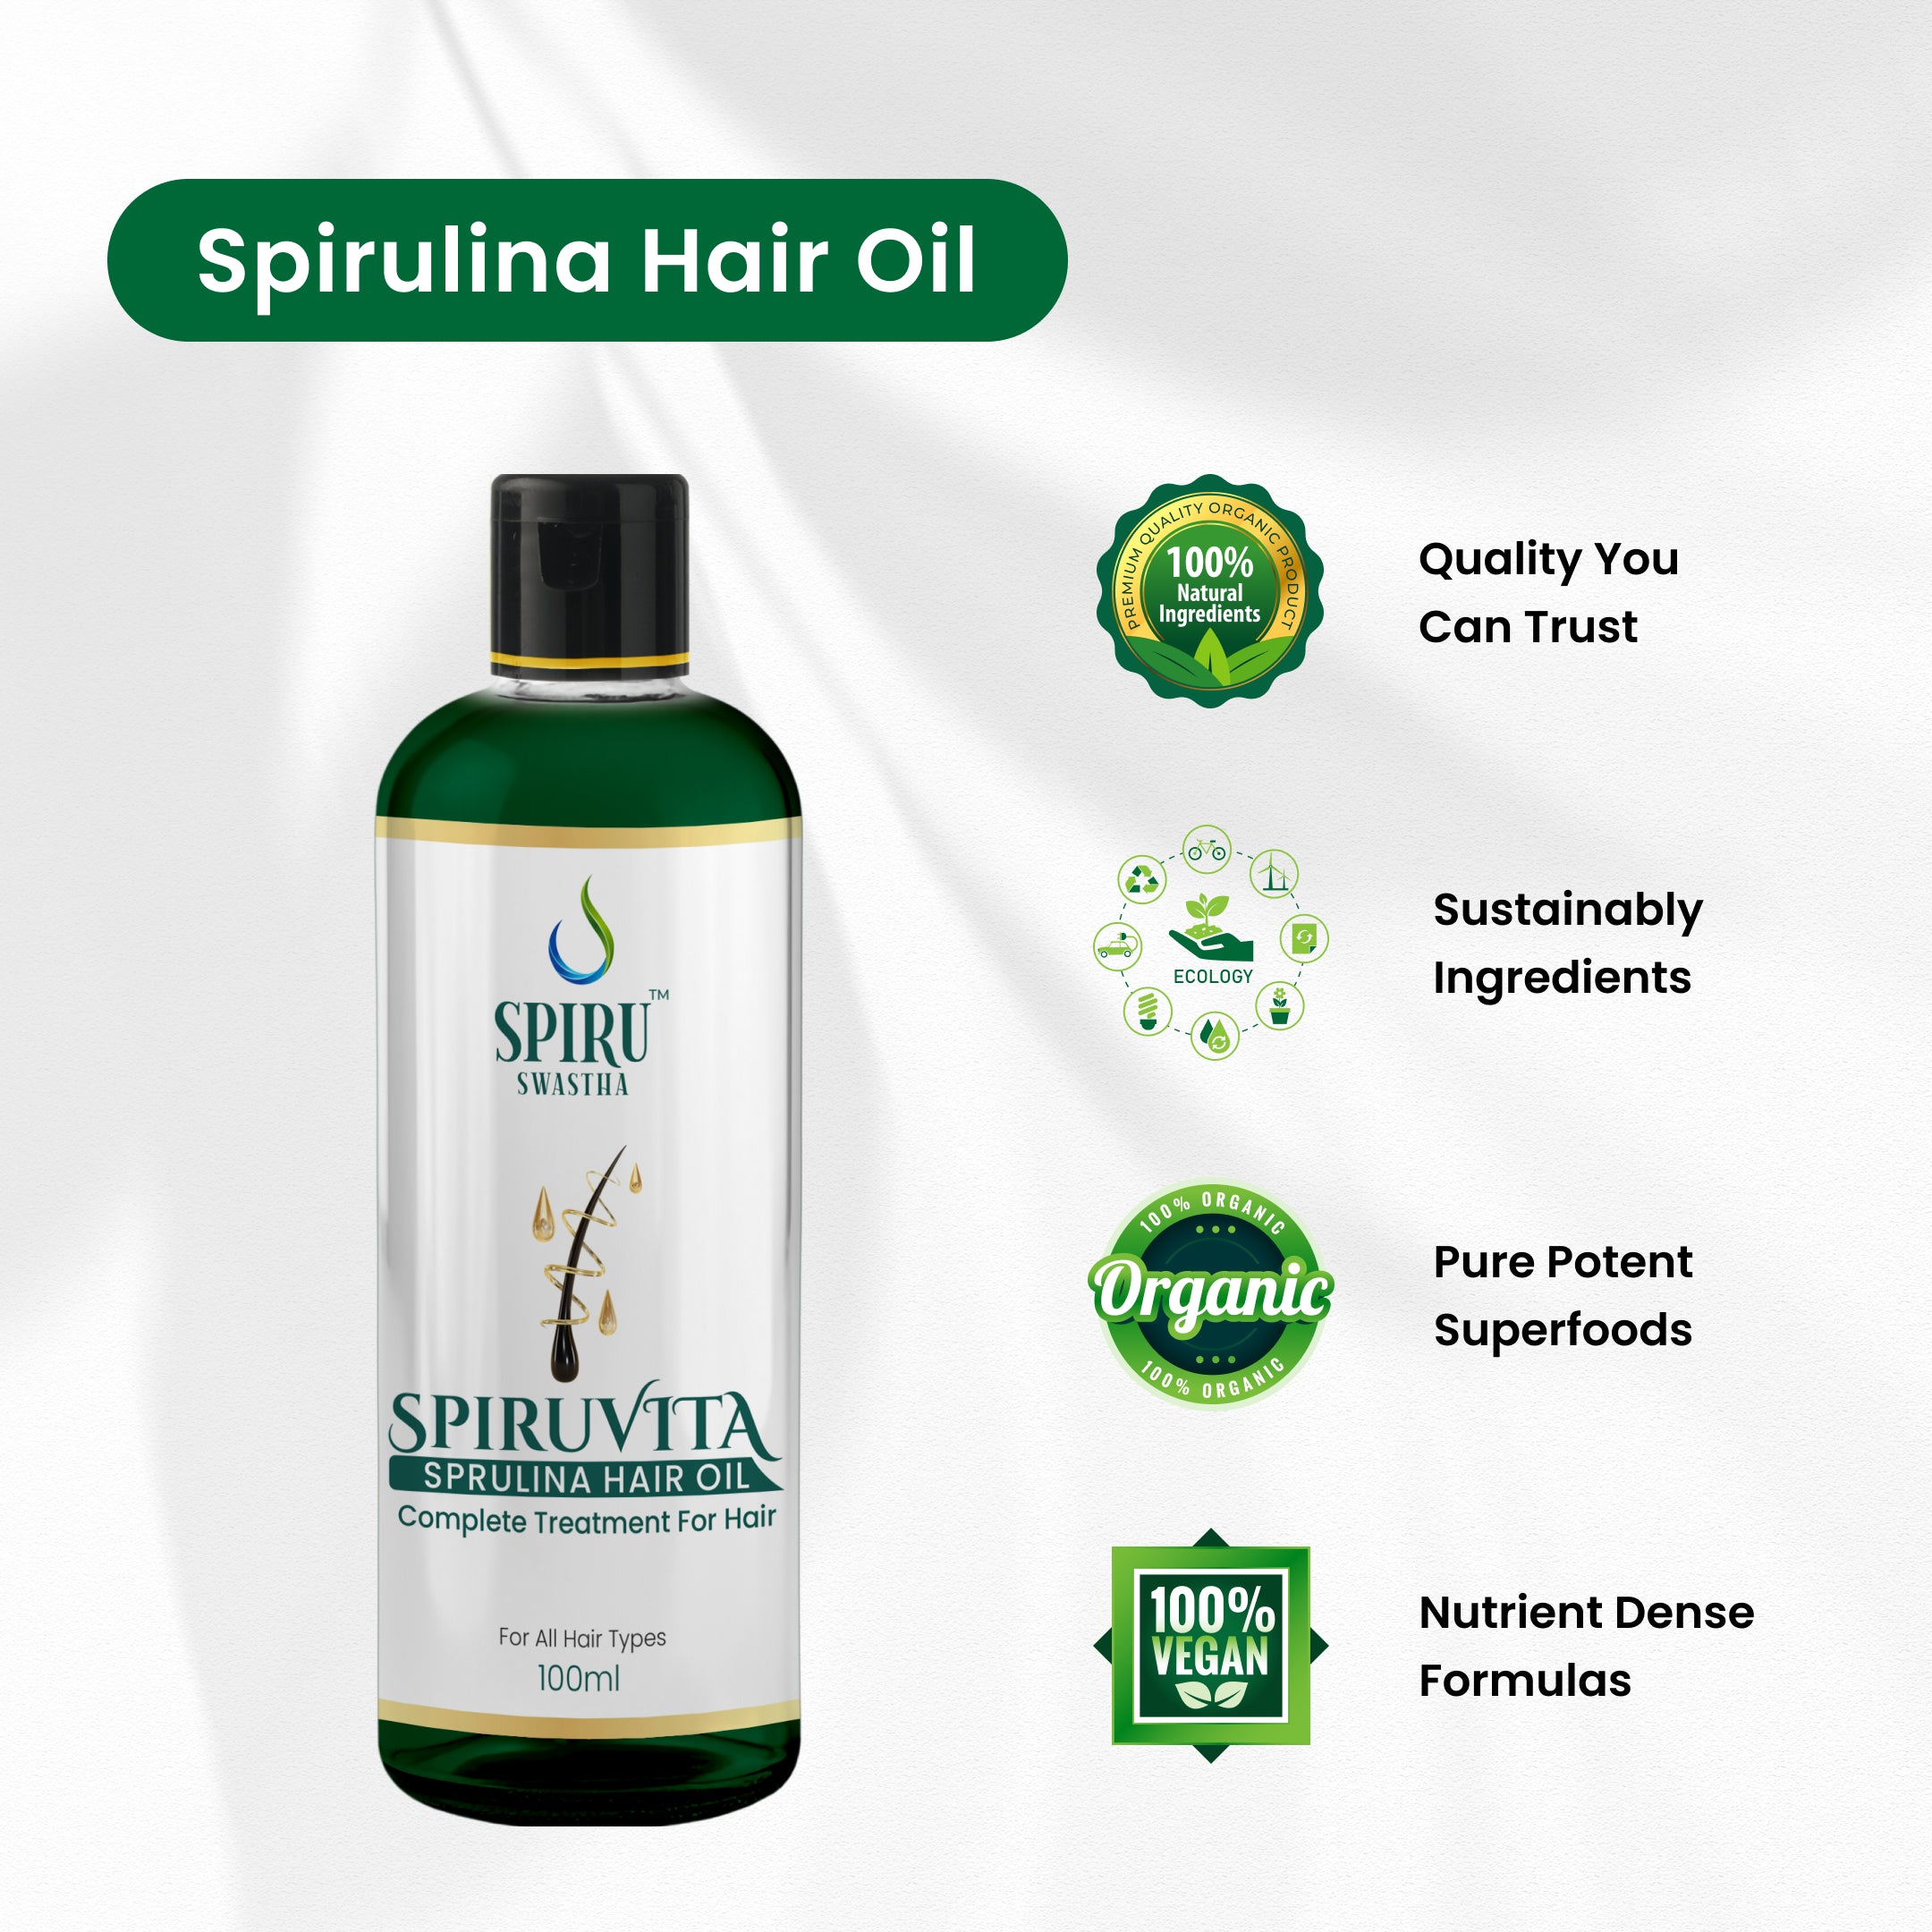 Spirulina Hair Oil
SPIRU™
SWASTHA
SPIRUVITA
SPRULINA HAIR OIL
Complete Treatment For Hair
For All Hair Types
100ml
PREMIUM QUALITY ORGANIC PRODUCT
100%
Natural
Ingredients
Quality You
Can Trust
ECOLOGY
Sustainably
Ingredients
100% ORGANIC
Organic
100% ORGANIC
Pure Potent
Superfoods
100%
VEGAN
Nutrient Dense
Formulas